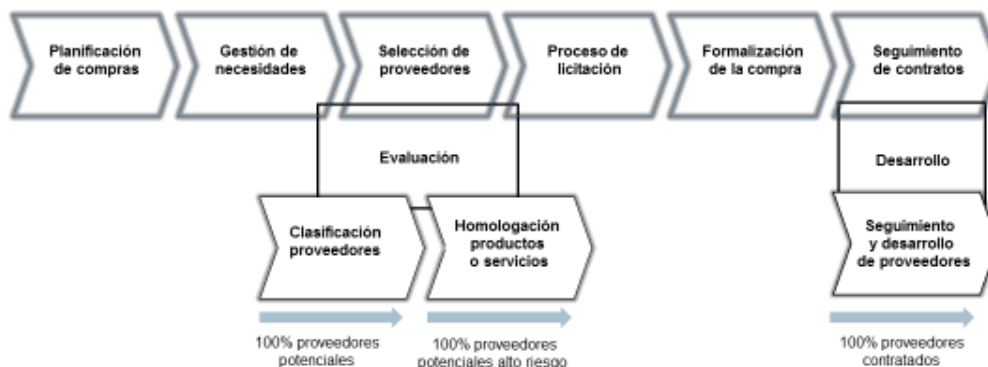 Planificación
de compras
Gestión de
necesidades
Selección de
proveedores
Proceso de
licitación
Formalización
de la compra
Seguimiento
de contratos
Evaluación
Desarrollo
Clasificación
proveedores
Homologación
productos
o servicios
Seguimiento
y desarrollo
de proveedores
100% proveedores
potenciales
100% proveedores
potenciales alto riesgo
100% proveedores
contratados